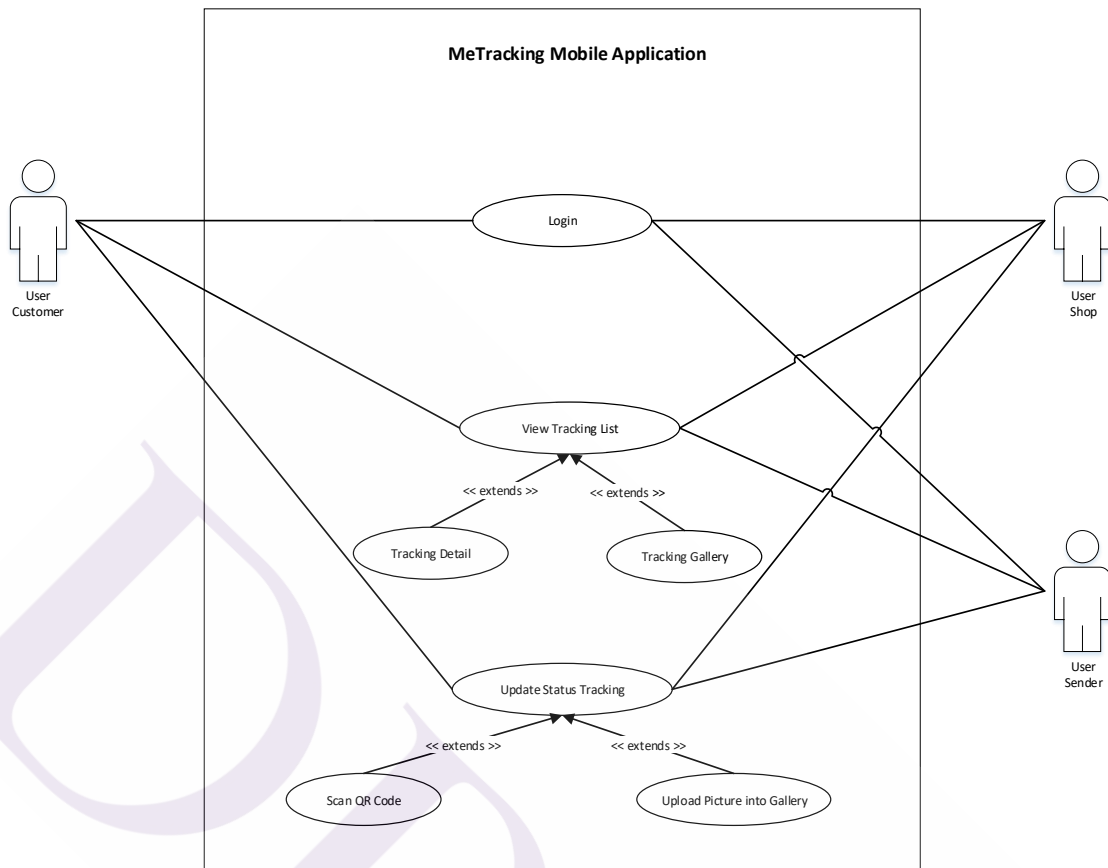 MeTracking Mobile Application
Login
User
Customer
User
Shop
View Tracking List
<< extends >>
<< extends >>
Tracking Detail
Tracking Gallery
User
Sender
Update Status Tracking
<< extends >>
<< extends >>
Scan QR Code
Upload Picture into Gallery